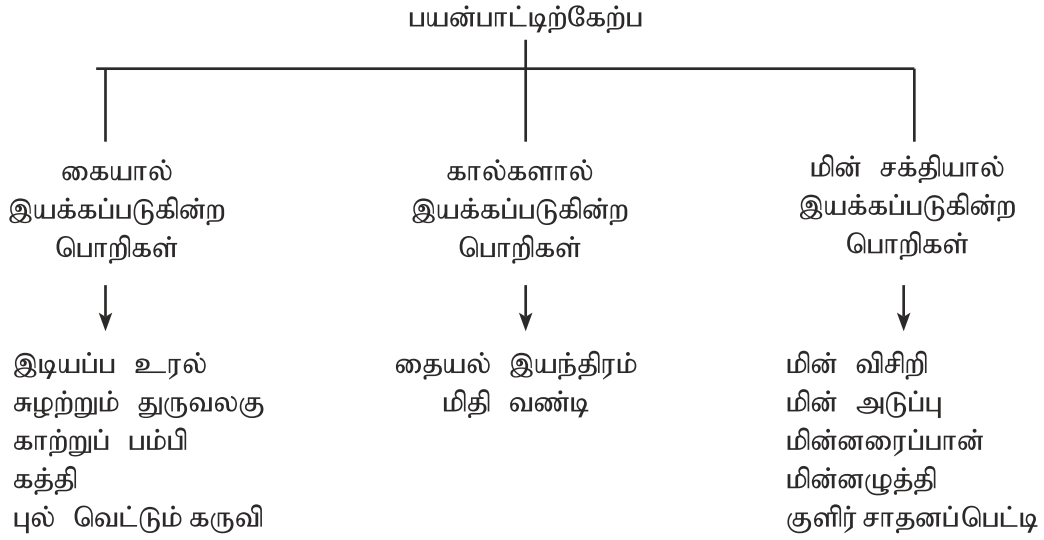 பயன்பாட்டிற்கேற்ப
கையால்
இயக்கப்படுகின்ற
பொறிகள்
கால்களால்
இயக்கப்படுகின்ற
பொறிகள்
மின் சக்தியால்
இயக்கப்படுகின்ற
பொறிகள்
இடியப்ப உரல்
சுழற்றும் துருவலகு
காற்றுப் பம்பி
கத்தி
புல் வெட்டும் கருவி
தையல் இயந்திரம்
மிதி வண்டி
மின் விசிறி
மின் அடுப்பு
மின்னரைப்பான்
மின்னழுத்தி
குளிர் சாதனப்பெட்டி